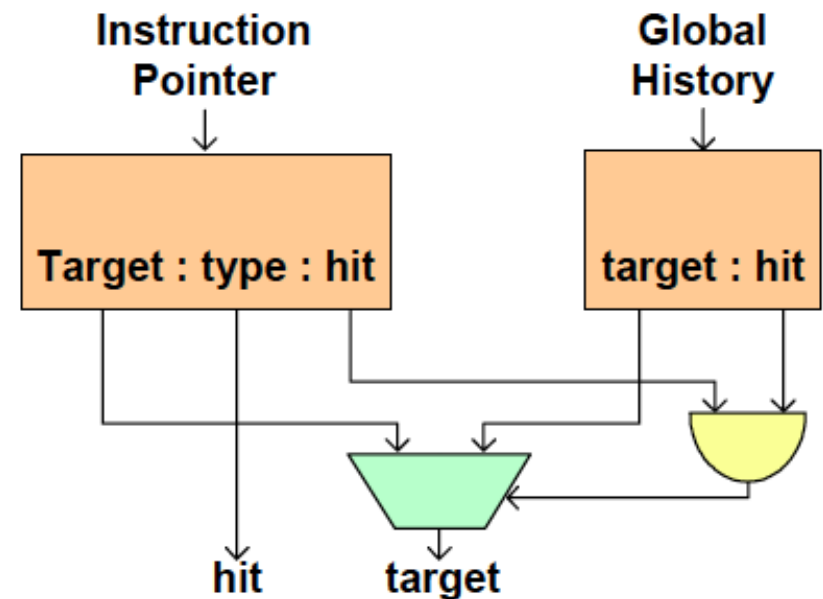 Instruction
Pointer
Global
History
Target : type : hit
target : hit
hit
target